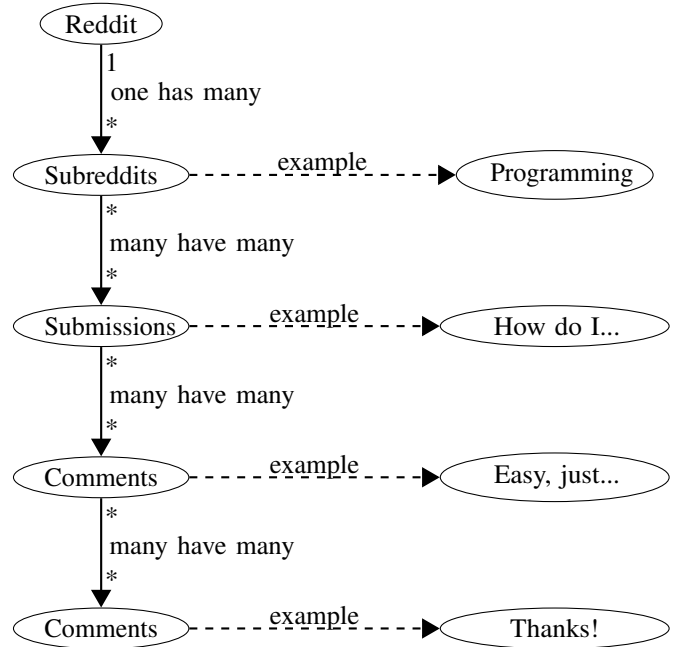 Reddit
1
one has many
*
Subreddits
example
Programming
*
many have many
*
Submissions
example
How do I...
*
many have many
*
Comments
example
Easy, just...
*
many have many
*
Comments
example
Thanks!